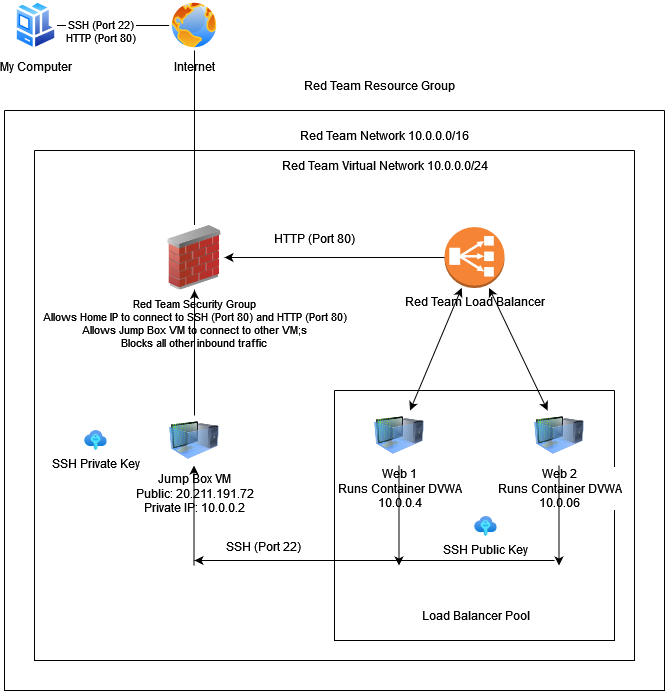 SSH (Port 22)
HTTP (Port 80)
My Computer
Internet
Red Team Resource Group
Red Team Network 10.0.0.0/16
Red Team Virtual Network 10.0.0.0/24
HTTP (Port 80)
Red Team Security Group
Allows Home IP to connect to SSH (Port 80) and HTTP (Port 80)
Allows Jump Box VM to connect to other VM;s
Blocks all other inbound traffic
Red Team Load Balancer
SSH Private Key
Jump Box VM
Public: 20.211.191.72
Private IP: 10.0.0.2
Web 1
Runs Container DVWA
10.0.0.4
Web 2
Runs Container DVWA
10.0.06
SSH (Port 22)
SSH Public Key
Load Balancer Pool